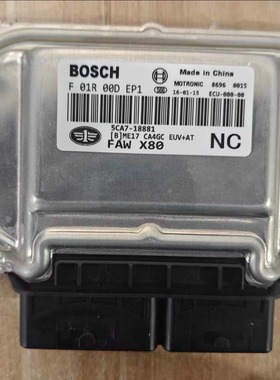 BOSCH
Made in China
F 01R 00D EP1
MOTRONIC 8696 0015
16-01-15 ECU-000-00
5CA7-18881
[B]ME17 CA4GC EUV+AT
FAW X80
NC